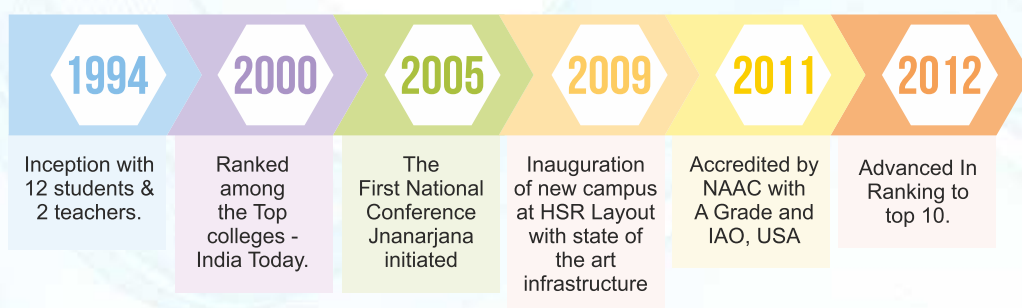 1994
Inception with
12 students &
2 teachers.
2000
Ranked
among
the Top
colleges -
India Today.
2005
The
First National
Conference
Jnanarjana
initiated
2009
Inauguration
of new campus
at HSR Layout
with state of
the art
infrastructure
2011
Accredited by
NAAC with
A Grade and
IAO, USA
2012
Advanced In
Ranking to
top 10.